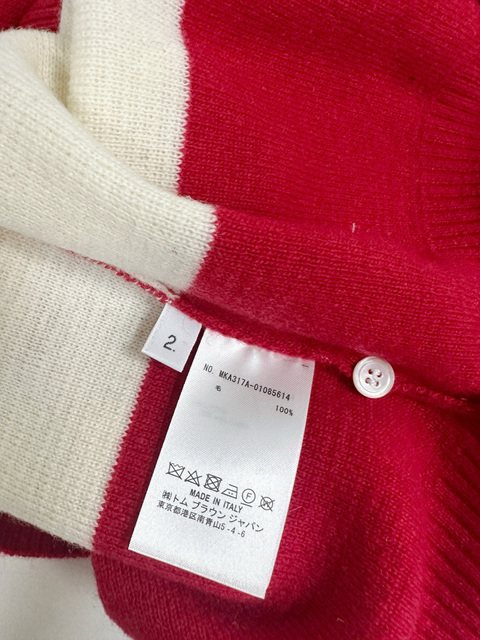 2.
NO. MKA317A-01085614
毛
100%
F
MADE IN ITALY
㈱トム ブラウン ジャパン
東京都港区南青山5-4-6